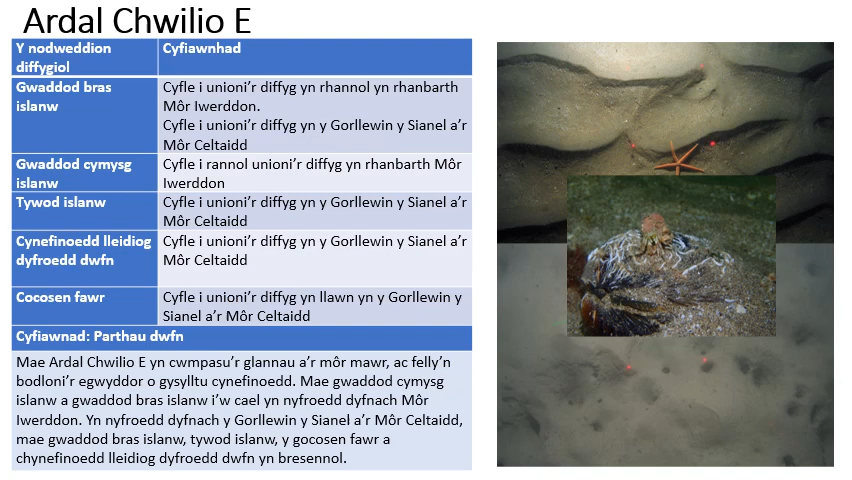 Ardal Chwilio E
Y nodweddion
diffygiol
Cyfiawnhad
Gwaddod bras
islanw
Cyfle i unioni’r diffyg yn rhannol yn rhanbarth
Môr Iwerddon.
Cyfle i unioni’r diffyg yn y Gorllewin y Sianel a’r
Môr Celtaidd
Gwaddod cymysg
islanw
Cyfle i rannol unioni’r diffyg yn rhanbarth Môr
Iwerddon
Tywod islanw
Cyfle i unioni’r diffyg yn y Gorllewin y Sianel a’r
Môr Celtaidd
Cynefinoedd lleidiog
dyfroedd dwfn
Cyfle i unioni’r diffyg yn y Gorllewin y Sianel a’r
Môr Celtaidd
Cocosen fawr
Cyfle i unioni’r diffyg yn llawn yn y Gorllewin y
Sianel a’r Môr Celtaidd
Cyfiawnad: Parthau dwfn
Mae Ardal Chwilio E yn cwmpasu’r glannau a’r môr mawr, ac felly’n
bodloni’r egwyddor o gysylltu cynefinoedd. Mae gwaddod cymysg
islanw a gwaddod bras islanw i’w cael yn nyfroedd dyfnach Môr
Iwerddon. Yn nyfroedd dyfnach y Gorllewin y Sianel a’r Môr Celtaidd,
mae gwaddod bras islanw, tywod islanw, y gocosen fawr a
chynefinoedd lleidiog dyfroedd dwfn yn bresennol.